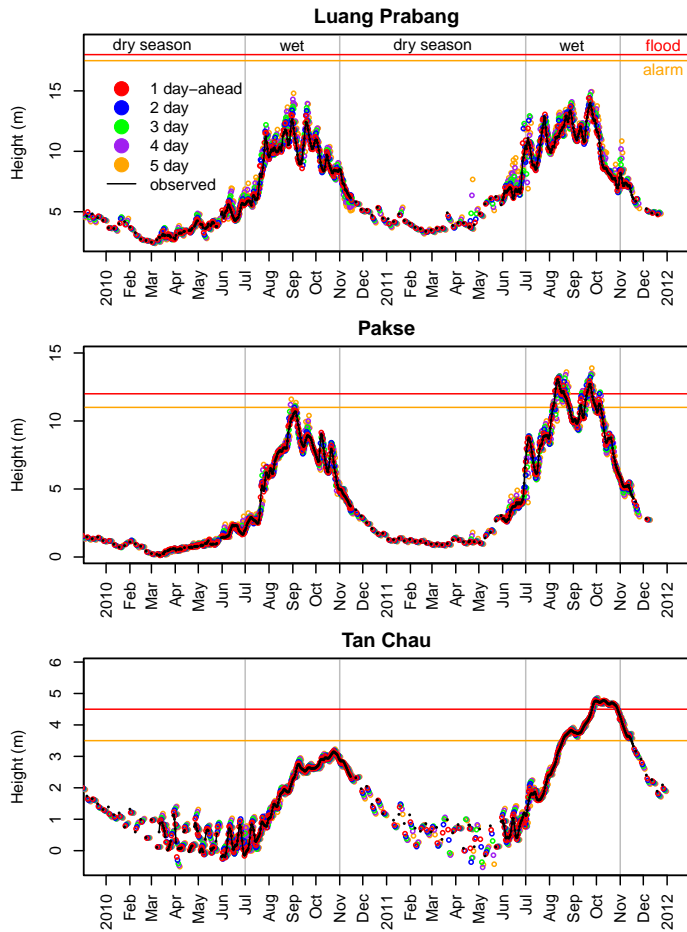 Luang Prabang
dry season wet dry season wet flood
alarm
1 day−ahead
2 day
3 day
4 day
5 day
observed
Height (m)
15
10
5
2010 Feb Mar Apr May Jun Jul Aug Sep Oct Nov Dec 2011 Feb Mar Apr May Jun Jul Aug Sep Oct Nov Dec 2012
Pakse
Height (m)
15
10
5
0
2010 Feb Mar Apr May Jun Jul Aug Sep Oct Nov Dec 2011 Feb Mar Apr May Jun Jul Aug Sep Oct Nov Dec 2012
Tan Chau
Height (m)
6
5
4
3
2
1
0
2010 Feb Mar Apr May Jun Jul Aug Sep Oct Nov Dec 2011 Feb Mar Apr May Jun Jul Aug Sep Oct Nov Dec 2012